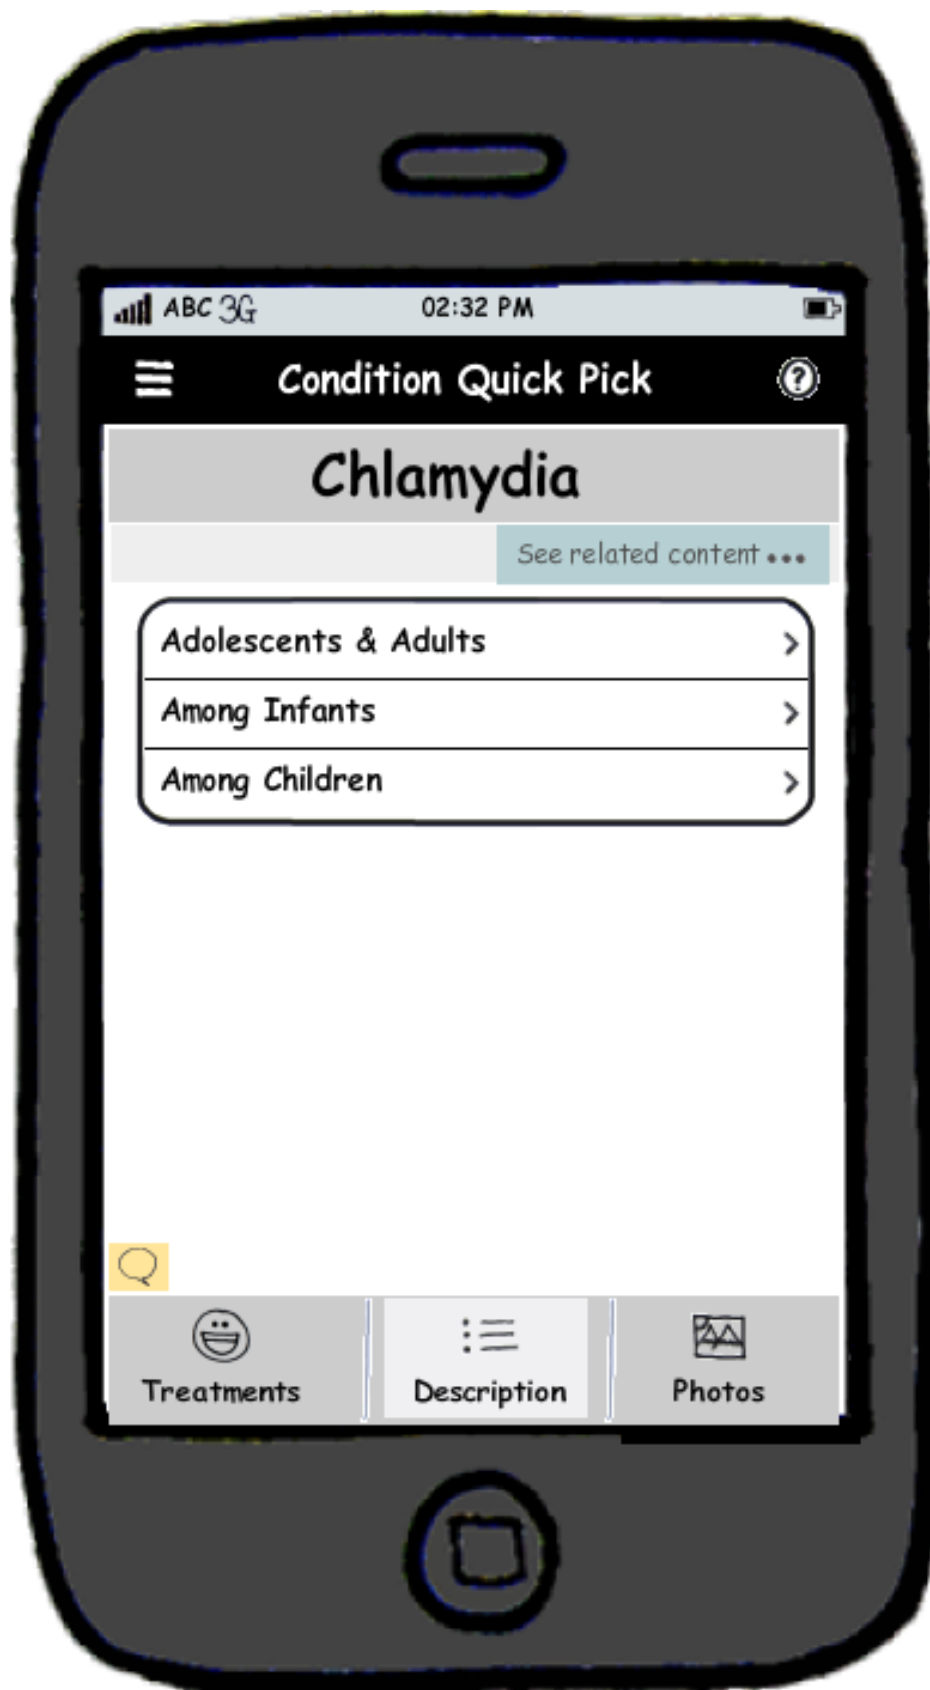 ABC 3G 02:32 PM
Condition Quick Pick ?
Chlamydia
See related content •••
Adolescents & Adults >
Among Infants >
Among Children >
Treatments Description Photos